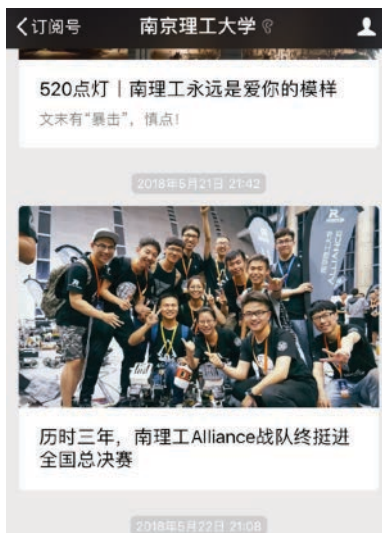 订阅号
南京理工大学
520点灯｜南理工永远是爱你的模样
文末有“暴击”，慎点！
2018年5月21日 21:42
ALLIANCE
历时三年，南理工Alliance战队终挺进
全国总决赛
2018年5月22日 21:08